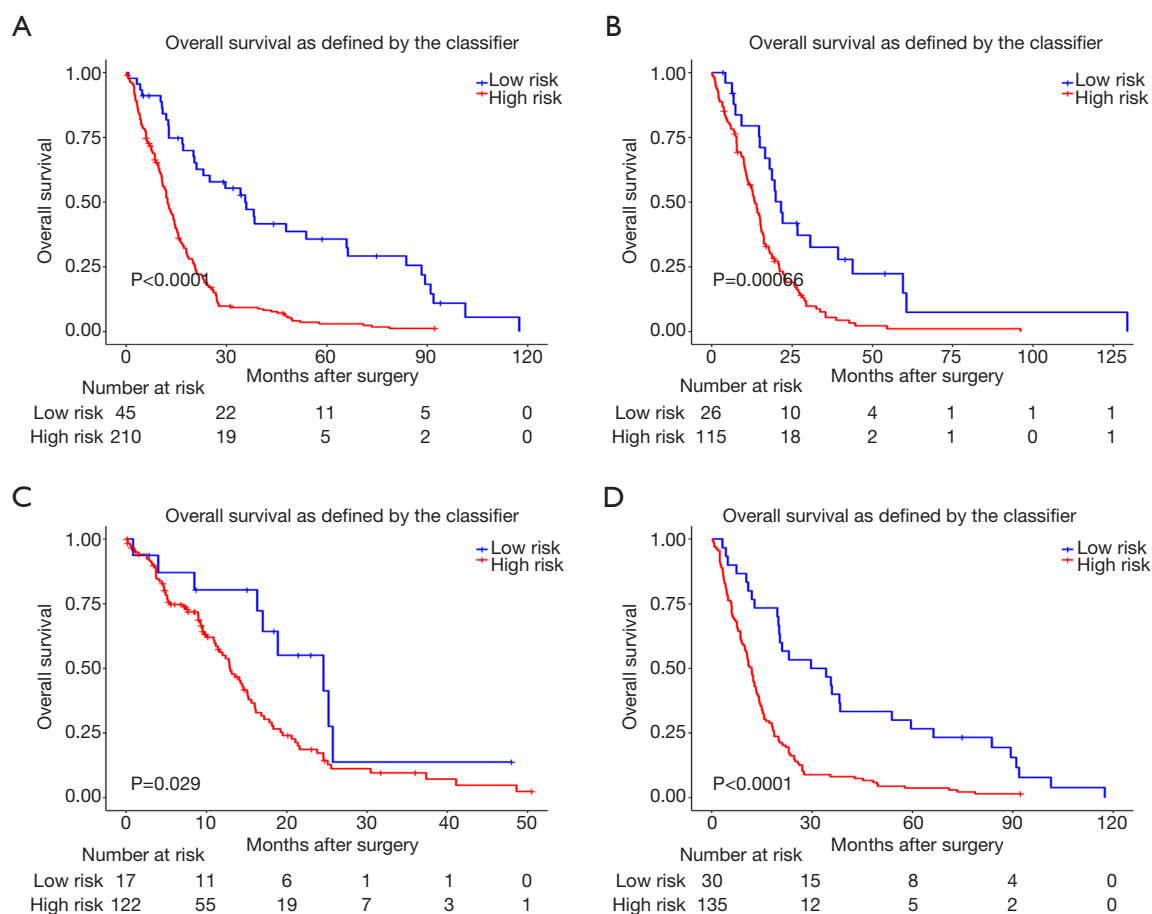 A
Overall survival as defined by the classifier
1.00
0.75
0.50
0.25
0.00
Overall survival
Low risk
High risk
P<0.0001
0 30 60 90 120
Months after surgery
Number at risk
Low risk 45 22 11 5 0
High risk 210 19 5 2 0
B
Overall survival as defined by the classifier
1.00
0.75
0.50
0.25
0.00
Overall survival
Low risk
High risk
P=0.00066
0 25 50 75 100 125
Months after surgery
Number at risk
Low risk 26 10 4 1 1 1
High risk 115 18 2 1 0 1
C
Overall survival as defined by the classifier
1.00
0.75
0.50
0.25
0.00
Overall survival
Low risk
High risk
P=0.029
0 10 20 30 40 50
Months after surgery
Number at risk
Low risk 17 11 6 1 1 0
High risk 122 55 19 7 3 1
D
Overall survival as defined by the classifier
1.00
0.75
0.50
0.25
0.00
Overall survival
Low risk
High risk
P<0.0001
0 30 60 90 120
Months after surgery
Number at risk
Low risk 30 15 8 4 0
High risk 135 12 5 2 0